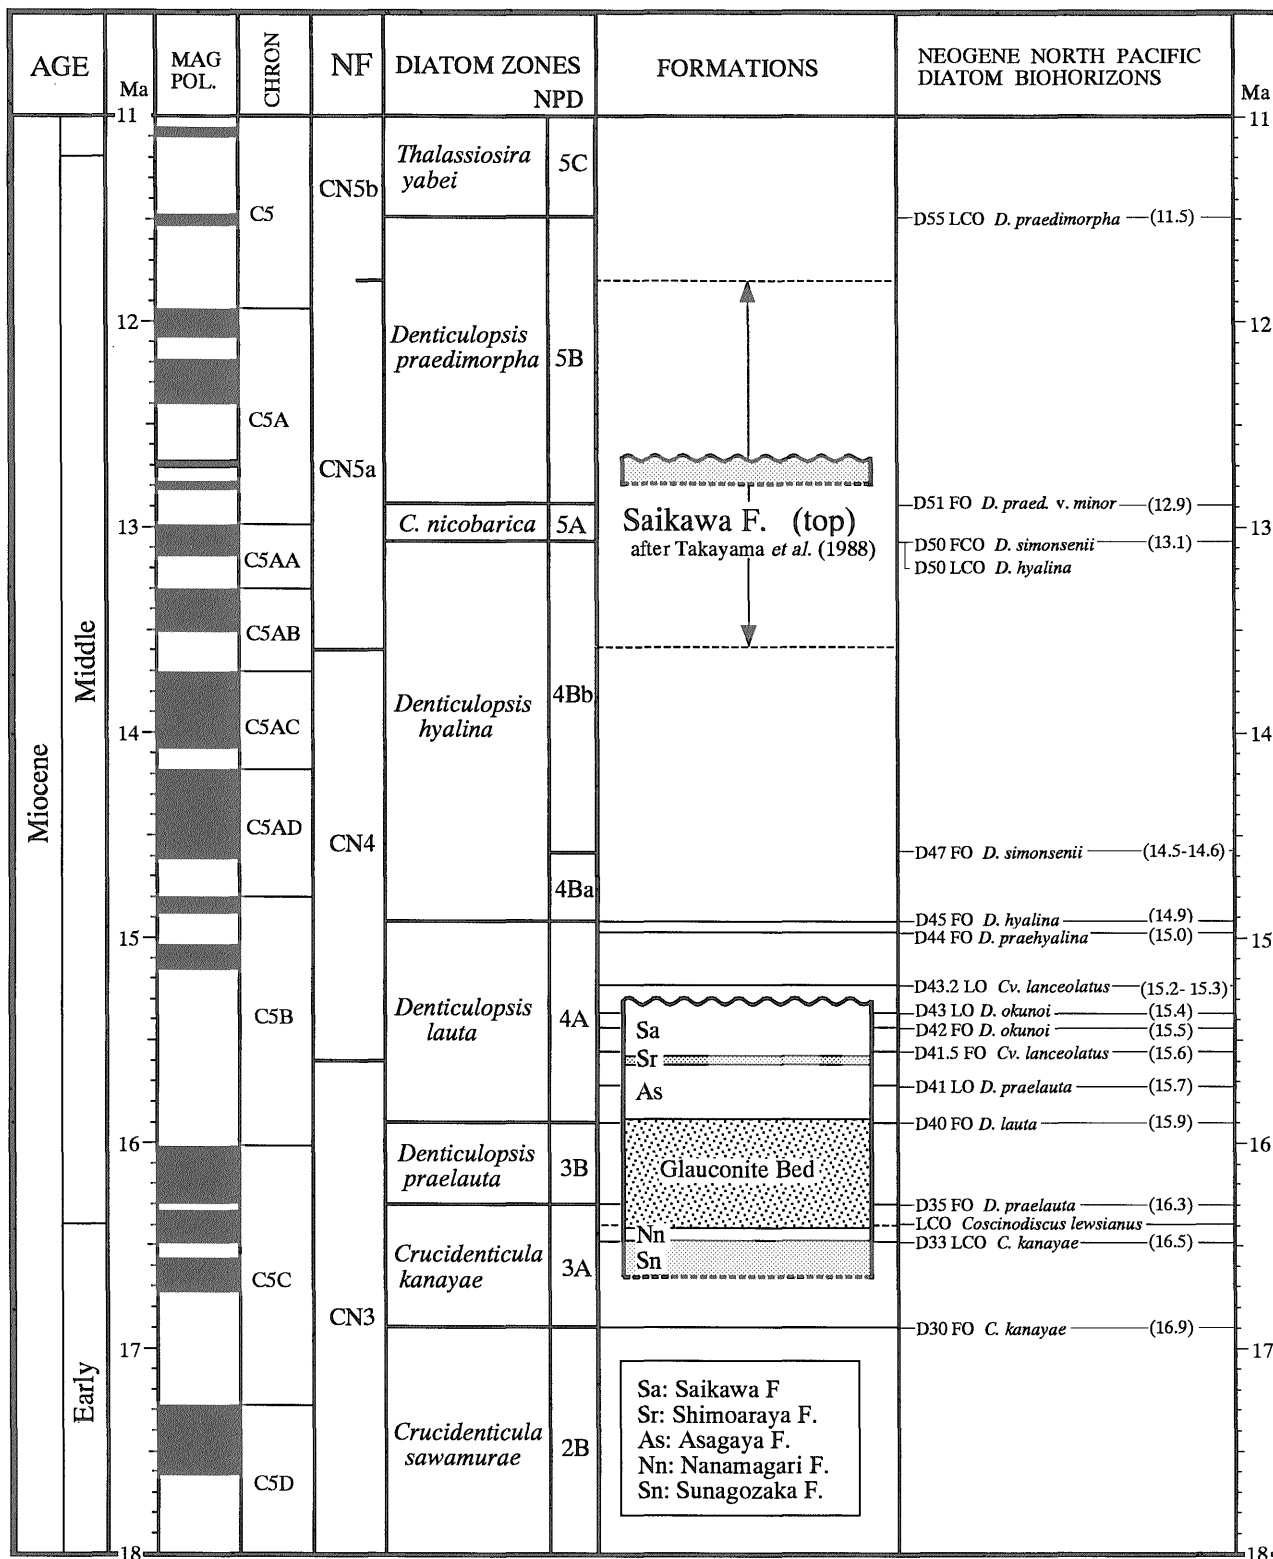 AGE
Ma
MAG
POL.
CHRON
NF
DIATOM ZONES
NPD
FORMATIONS
NEOGENE NORTH PACIFIC
DIATOM BIOHORIZONS
Ma
Miocene
Middle
Early
11
12
13
14
15
16
17
18
C5
C5A
C5AA
C5AB
C5AC
C5AD
C5B
C5C
C5D
CN5b
CN5a
CN4
CN3
Thalassiosira
yabei
5C
Denticulopsis
praedimorpha
5B
C. nicobarica
5A
Denticulopsis
hyalina
4Bb
4Ba
Denticulopsis
lauta
4A
Denticulopsis
praelauta
3B
Crucidenticula
kanayae
3A
Crucidenticula
sawamurae
2B
Saikawa F. (top)
after Takayama et al. (1988)
Sa
Sr
As
Glauconite Bed
Nn
Sn
Sa: Saikawa F
Sr: Shimoaraya F.
As: Asagaya F.
Nn: Nanamagari F.
Sn: Sunagozaka F.
D55 LCO D. praedimorpha (11.5)
D51 FO D. praed. v. minor (12.9)
D50 FCO D. simonsenii (13.1)
D50 LCO D. hyalina
D47 FO D. simonsenii (14.5-14.6)
D45 FO D. hyalina (14.9)
D44 FO D. praehyalina (15.0)
D43.2 LO Cv. lanceolatus (15.2- 15.3)
D43 LO D. okunoi (15.4)
D42 FO D. okunoi (15.5)
D41.5 FO Cv. lanceolatus (15.6)
D41 LO D. praelauta (15.7)
D40 FO D. lauta (15.9)
D35 FO D. praelauta (16.3)
LCO Coscinodiscus lewsianus
D33 LCO C. kanayae (16.5)
D30 FO C. kanayae (16.9)
11
12
13
14
15
16
17
18